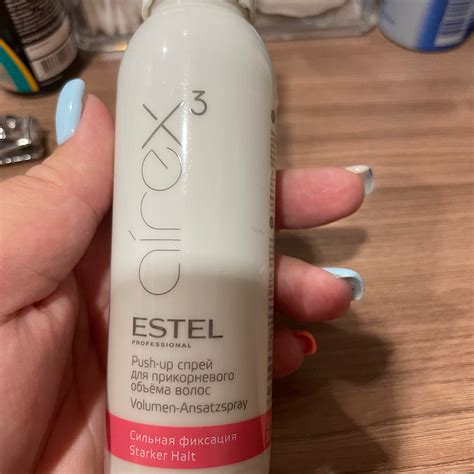 airex³
ESTEL
PROFESSIONAL
Push-up спрей
для прикорневого
объёма волос
Volumen-Ansatzspray
Сильная фиксация
Starker Halt